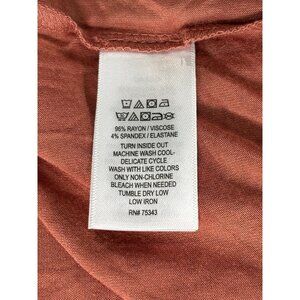 96% RAYON / VISCOSE
4% SPANDEX / ELASTANE
TURN INSIDE OUT
MACHINE WASH COOL-
DELICATE CYCLE
WASH WITH LIKE COLORS
ONLY NON-CHLORINE
BLEACH WHEN NEEDED
TUMBLE DRY LOW
LOW IRON
RN# 75343